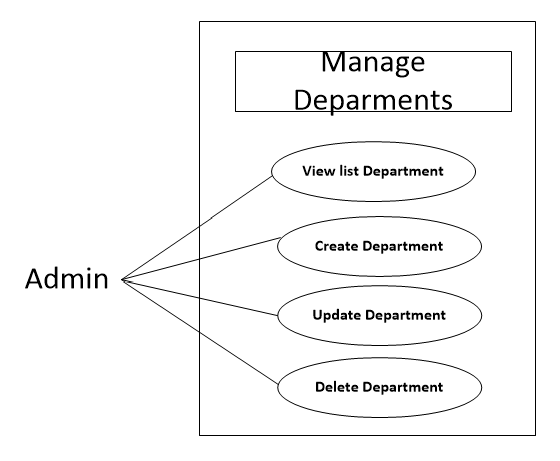 Manage
Deparments
View list Department
Create Department
Admin
Update Department
Delete Department